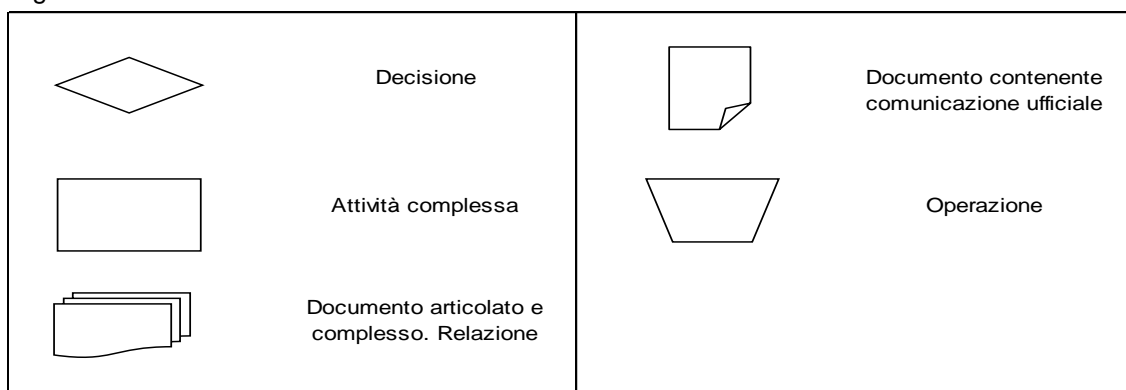 Decisione
Documento contenente
comunicazione ufficiale
Attività complessa
Operazione
Documento articolato e
complesso. Relazione